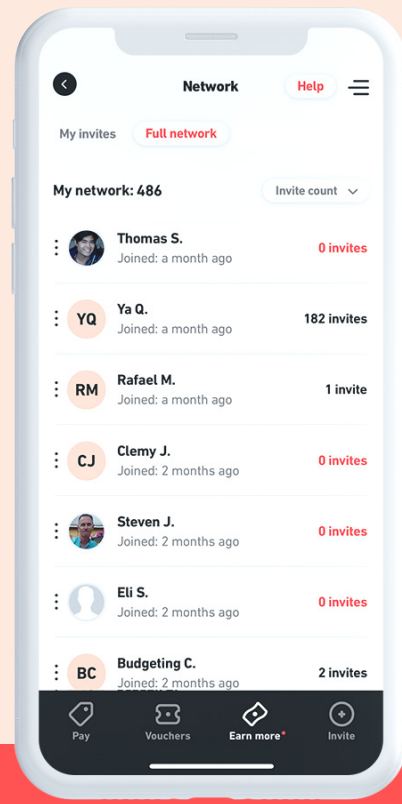 Network
Help
My invites
Full network
My network: 486
Invite count
Thomas S.
Joined: a month ago
0 invites
YQ
Ya Q.
Joined: a month ago
182 invites
RM
Rafael M.
Joined: a month ago
1 invite
CJ
Clemy J.
Joined: 2 months ago
0 invites
Steven J.
Joined: 2 months ago
0 invites
Eli S.
Joined: 2 months ago
0 invites
BC
Budgeting C.
Joined: 2 months ago
2 invites
Pay
Vouchers
Earn more
Invite